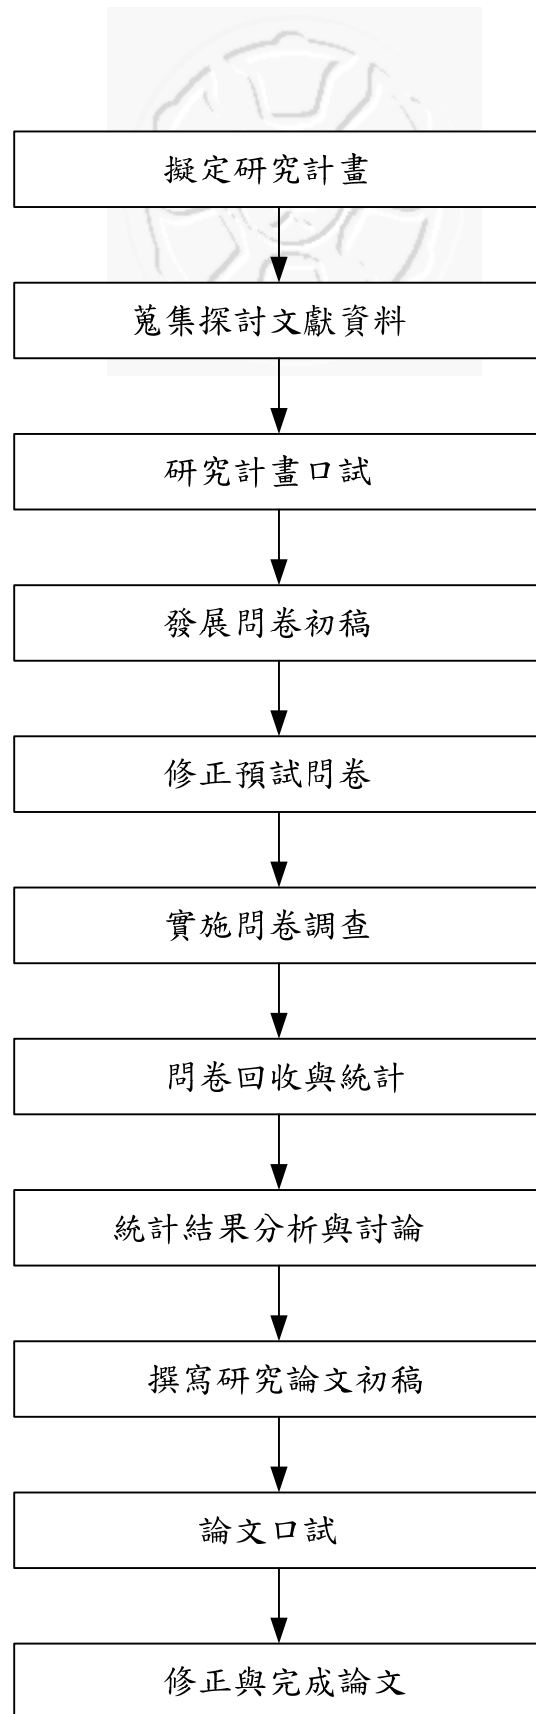 擬定研究計畫
蒐集探討文獻資料
研究計畫口試
發展問卷初稿
修正預試問卷
實施問卷調查
問卷回收與統計
統計結果分析與討論
撰寫研究論文初稿
論文口試
修正與完成論文